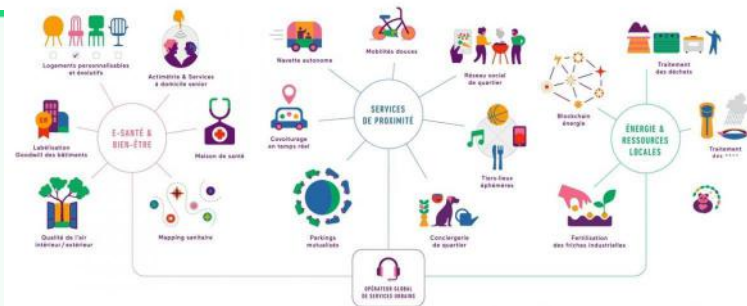 Logements personnalisables
et évolutifs
Actimétrie & Services
à domicile senior
Labélisation
Goodwill des bâtiments
E-SANTÉ &
BIEN-ÊTRE
Maison de santé
Qualité de l'air
intérieur/extérieur
Mapping sanitaire
Navette autonome
Mobilités douces
Réseau social
de quartier
Covoiturage
en temps réel
SERVICES
DE PROXIMITÉ
Tiers-lieux
éphémères
Parkings
mutualisés
Conciergerie
de quartier
Blockchain
énergie
Traitement
des déchets
ÉNERGIE &
RESSOURCES
LOCALES
Traitement
des ****
Fertilisation
des friches industrielles
OPÉRATEUR GLOBAL
DE SERVICES URBAINS